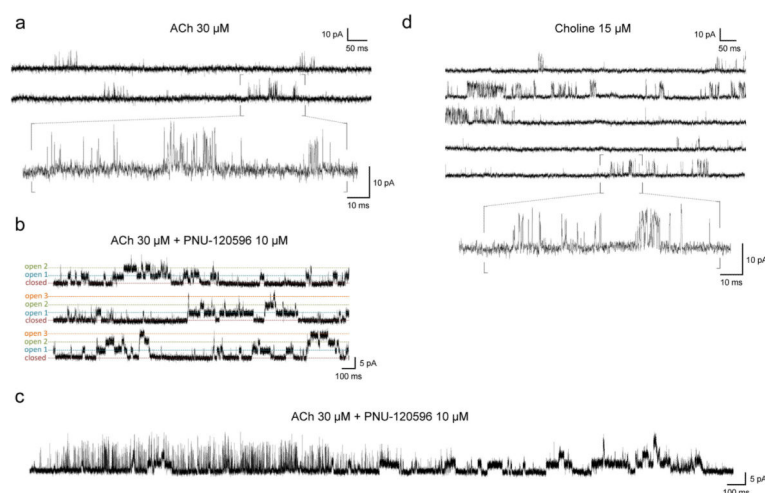 a
ACh 30 µM
10 pA
50 ms
10 pA
10 ms
b
ACh 30 µM + PNU-120596 10 µM
open 2
open 1
closed
open 3
open 2
open 1
closed
open 3
open 2
open 1
closed
5 pA
100 ms
c
ACh 30 µM + PNU-120596 10 µM
5 pA
100 ms
d
Choline 15 µM
10 pA
50 ms
10 pA
10 ms